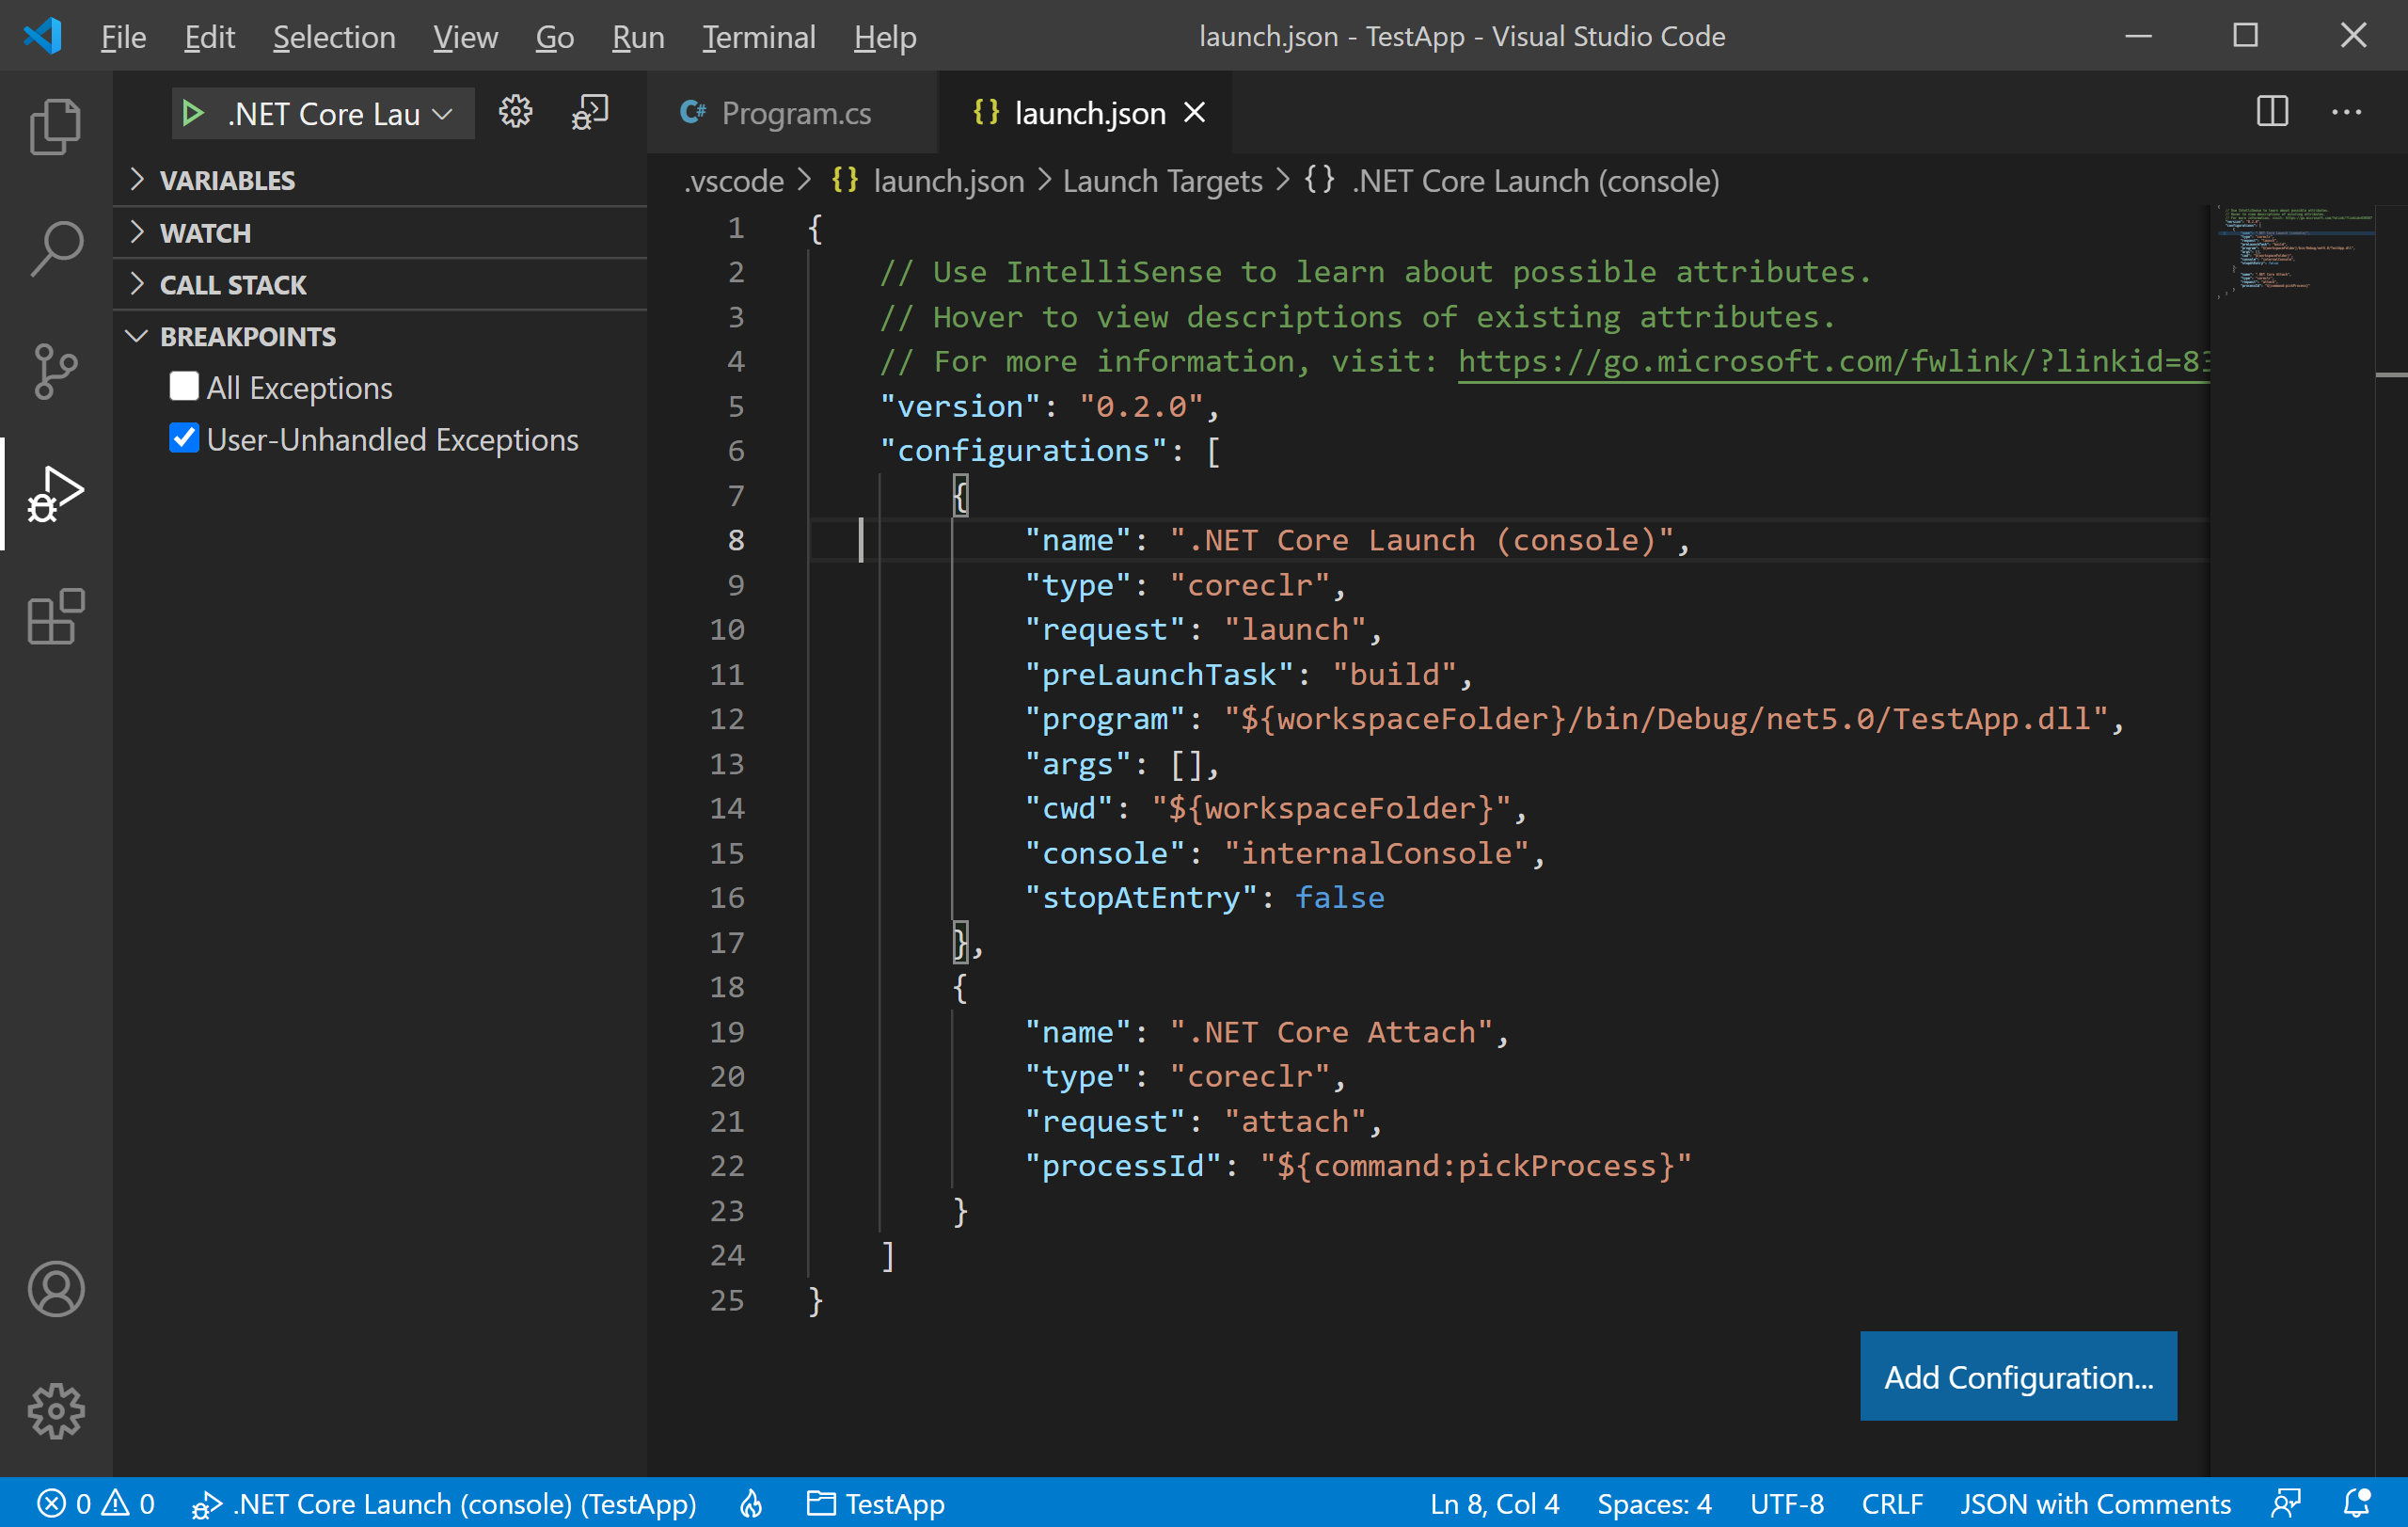 File Edit Selection View Go Run Terminal Help launch.json - TestApp - Visual Studio Code
.NET Core Lau
Program.cs
launch.json
VARIABLES
WATCH
CALL STACK
BREAKPOINTS
All Exceptions
User-Unhandled Exceptions
.vscode > {} launch.json > Launch Targets > {} .NET Core Launch (console)
1 {
2 // Use IntelliSense to learn about possible attributes.
3 // Hover to view descriptions of existing attributes.
4 // For more information, visit: https://go.microsoft.com/fwlink/?linkid=83
5 "version": "0.2.0",
6 "configurations": [
7 {
8 "name": ".NET Core Launch (console)",
9 "type": "coreclr",
10 "request": "launch",
11 "preLaunchTask": "build",
12 "program": "${workspaceFolder}/bin/Debug/net5.0/TestApp.dll",
13 "args": [],
14 "cwd": "${workspaceFolder}",
15 "console": "internalConsole",
16 "stopAtEntry": false
17 },
18 {
19 "name": ".NET Core Attach",
20 "type": "coreclr",
21 "request": "attach",
22 "processId": "${command:pickProcess}"
23 }
24 ]
25 }
Add Configuration...
0 0 .NET Core Launch (console) (TestApp) TestApp Ln 8, Col 4 Spaces: 4 UTF-8 CRLF JSON with Comments